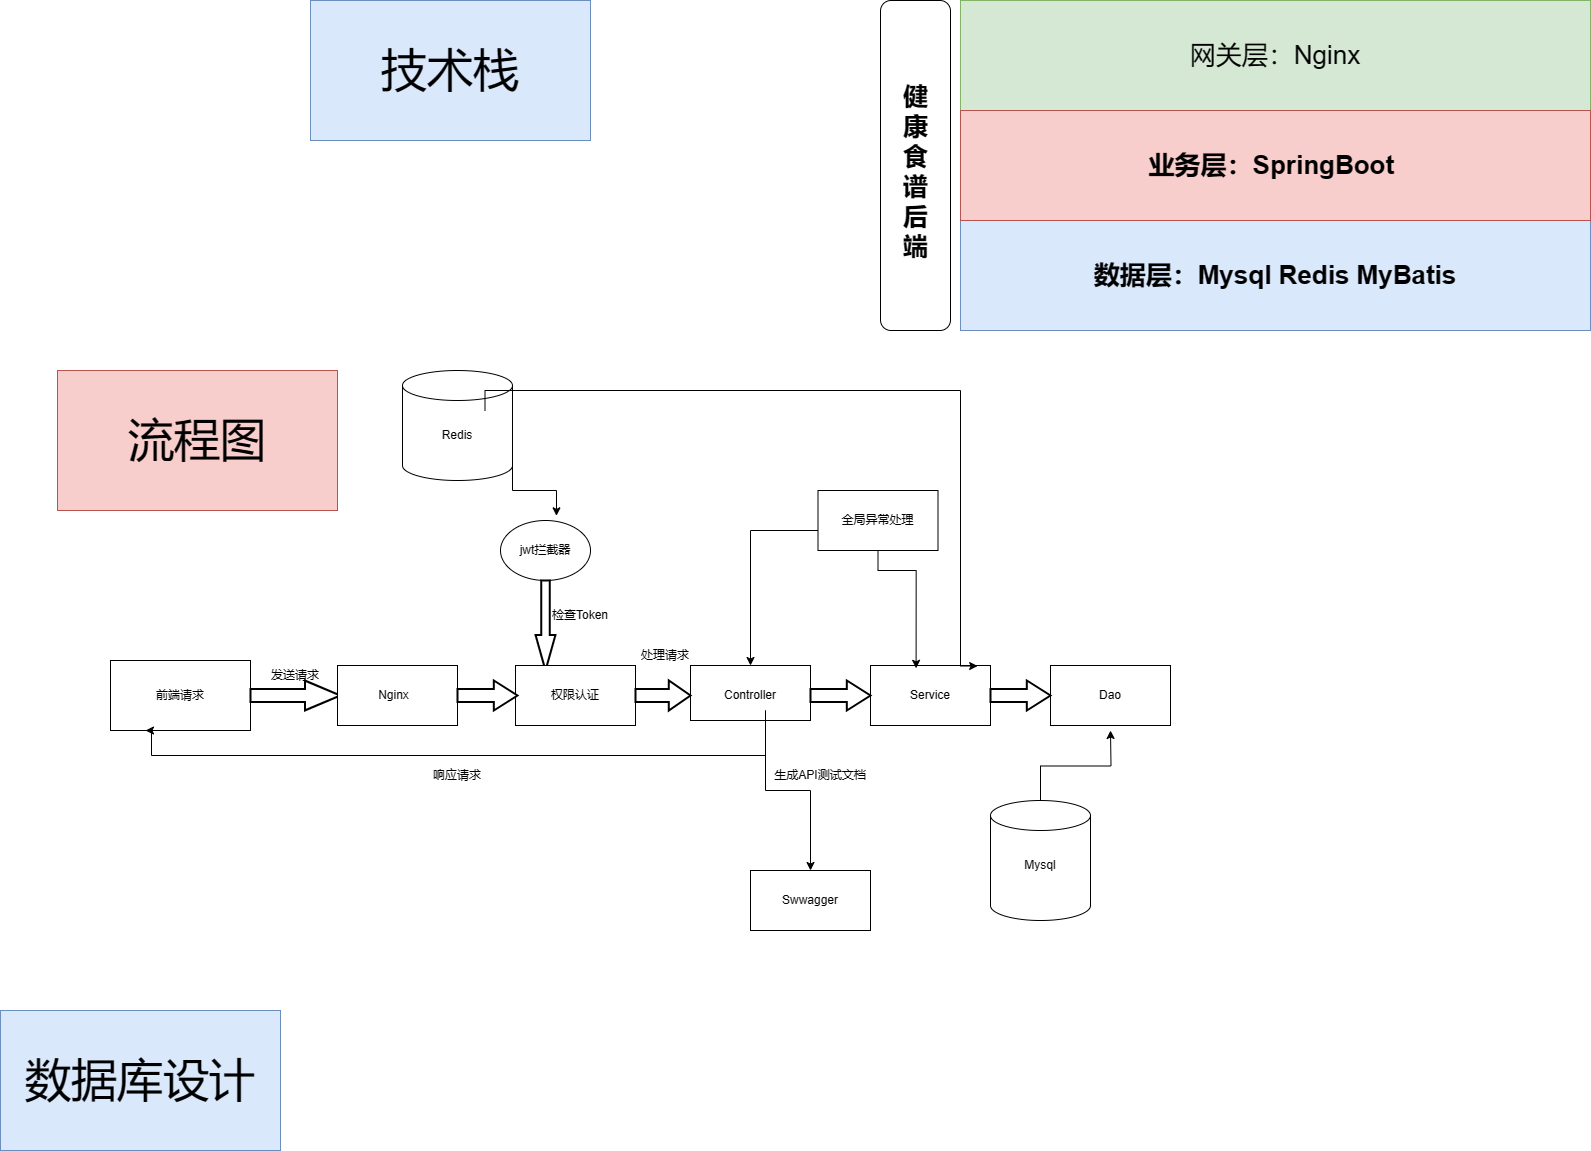 技术栈
健
康
食
谱
后
端
网关层：Nginx
业务层：SpringBoot
数据层：Mysql Redis MyBatis
流程图
Redis
全局异常处理
jwt拦截器
检查Token
处理请求
发送请求
前端请求
Nginx
权限认证
Controller
Service
Dao
响应请求
生成API测试文档
Mysql
Swwagger
数据库设计